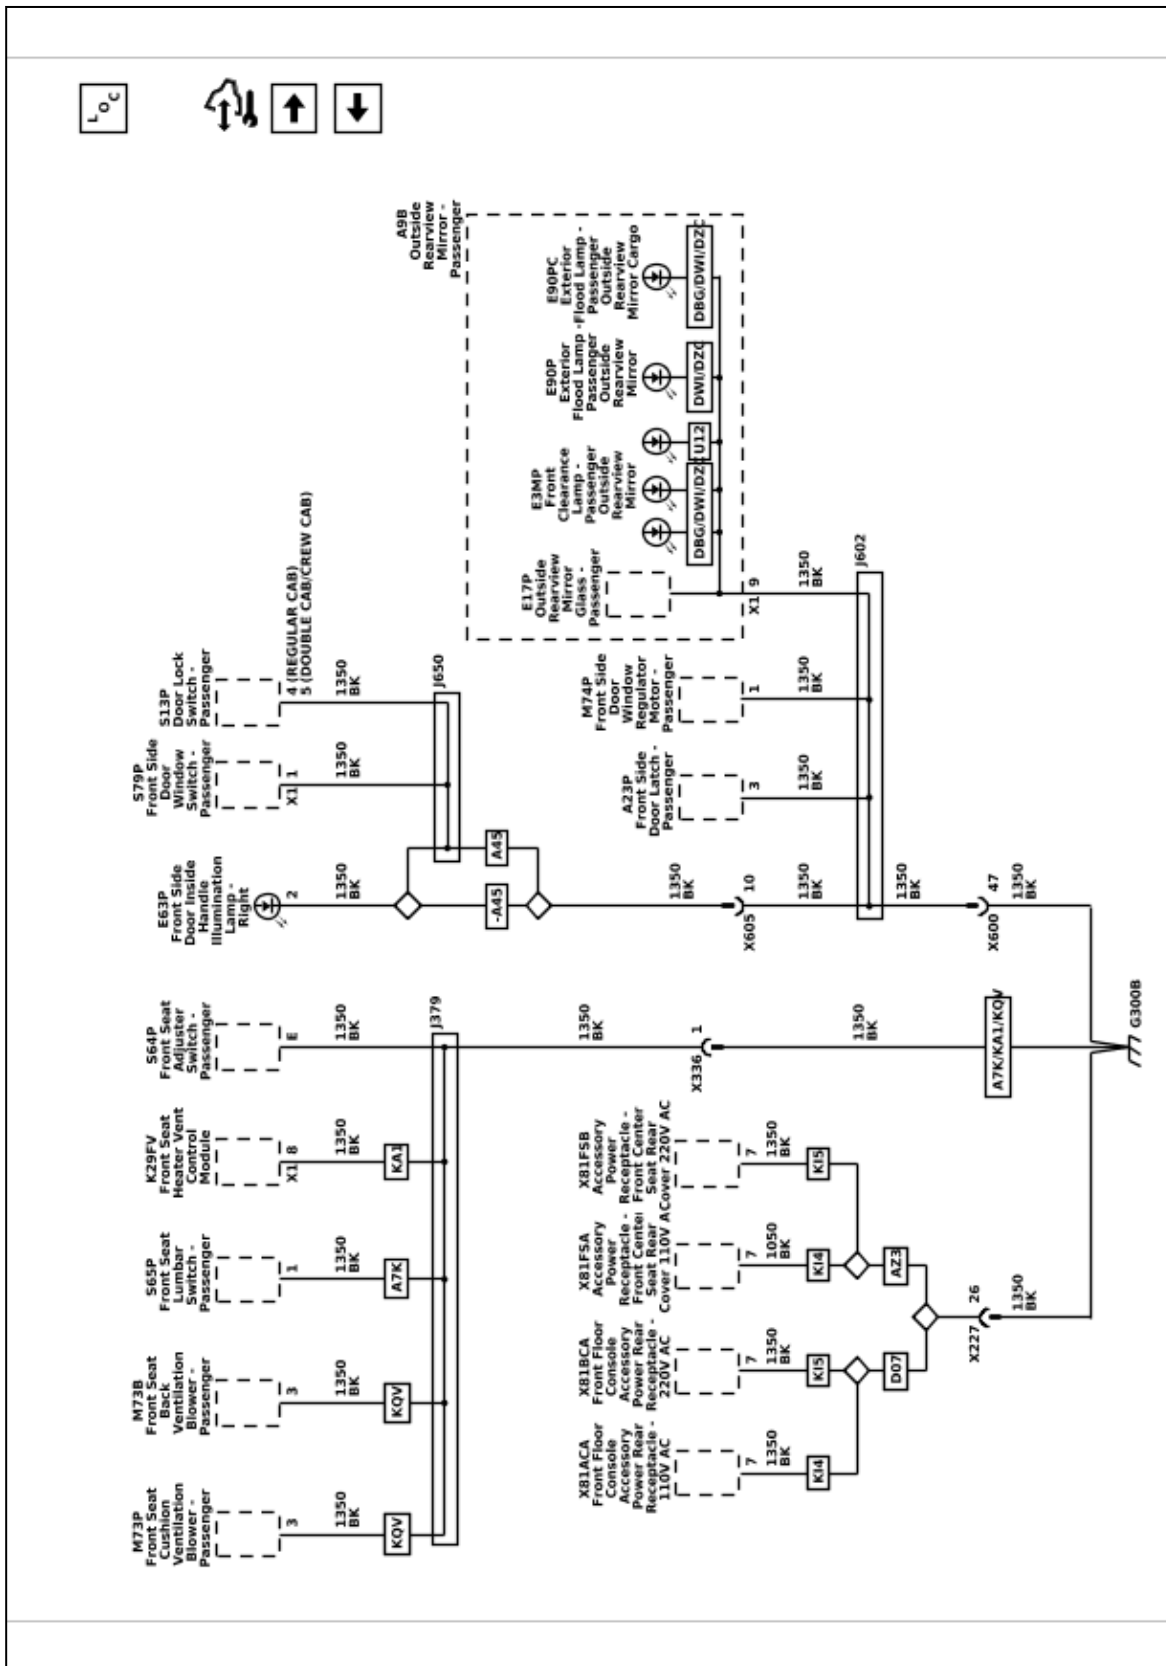 LOC
M73P
Front Seat
Cushion
Ventilation
Blower -
Passenger
3
1350
BK
KQV
M73B
Front Seat
Back
Ventilation
Blower -
Passenger
3
1350
BK
KQV
S65P
Front Seat
Lumbar
Switch -
Passenger
1
1350
BK
A7K
K29FV
Front Seat
Heater Vent
Control
Module
X1 8
1350
BK
KA1
S64P
Front Seat
Adjuster
Switch -
Passenger
E
1350
BK
J379
1350
BK
X336 1
1350
BK
A7K/KA1/KQV
G300B
E63P
Front Side
Door Inside
Handle
Illumination
Lamp -
Right
2
1350
BK
-A45
A45
S79P
Front Side
Door
Window
Switch -
Passenger
X1 1
1350
BK
S13P
Door Lock
Switch -
Passenger
4 (REGULAR CAB)
5 (DOUBLE CAB/CREW CAB)
1350
BK
J650
1350
BK
X605 10
1350
BK
1350
BK
X600 47
1350
BK
A23P
Front Side
Door Latch -
Passenger
3
1350
BK
M74P
Front Side
Door
Window
Regulator
Motor -
Passenger
1
1350
BK
J602
A9B
Outside
Rearview
Mirror -
Passenger
E17P
Outside
Rearview
Mirror
Glass -
Passenger
X1 9
1350
BK
E3MP
Front
Clearance
Lamp -
Passenger
Outside
Rearview
Mirror
DBG/DWI/DZC
U12
E90P
Exterior
Flood Lamp -
Passenger
Outside
Rearview
Mirror
DWI/DZC
E90PC
Exterior
Flood Lamp -
Passenger
Outside
Rearview
Mirror Cargo
DBG/DWI/DZC
X81ACA
Front Floor
Console
Accessory
Power Rear
Receptacle -
110V AC
7
1350
BK
KI4
X81BCA
Front Floor
Console
Accessory
Power Rear
Receptacle -
220V AC
7
1350
BK
KI5
D07
X81FSA
Accessory
Power
Receptacle -
Front Center
Seat Rear
Cover 110V AC
7
1050
BK
KI4
AZ3
X81FSB
Accessory
Power
Receptacle -
Front Center
Seat Rear
Cover 220V AC
7
1350
BK
KI5
X227 26
1350
BK